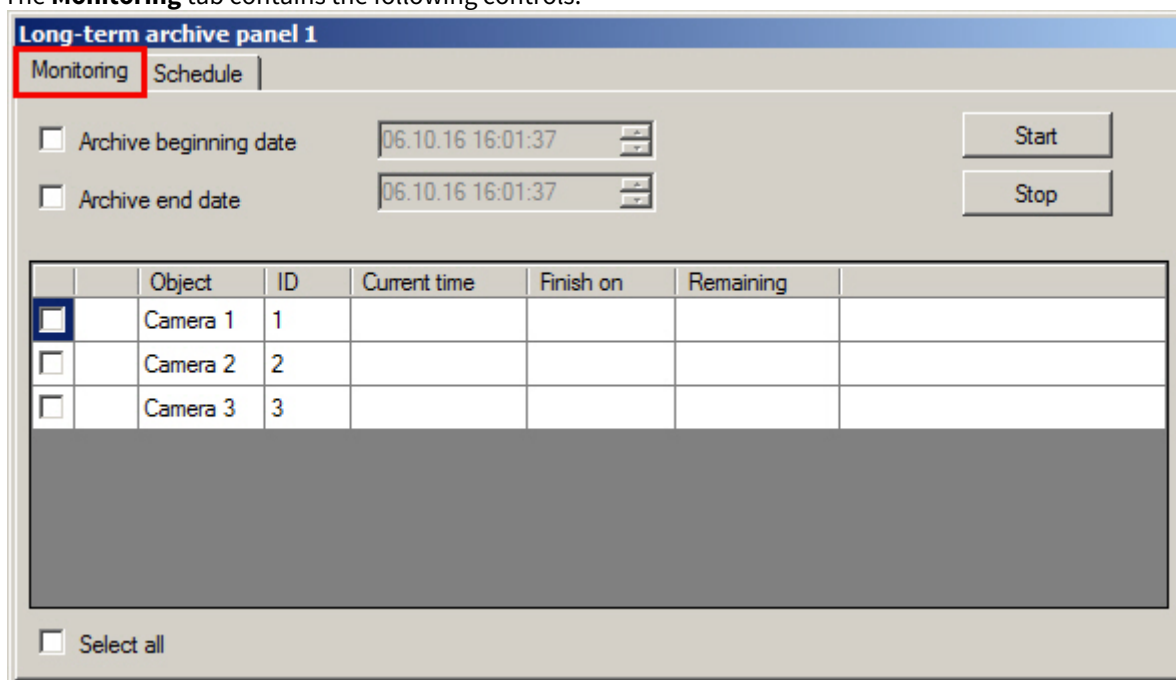 The Monitoring tab contains the following controls:
Long-term archive panel 1
Monitoring Schedule
Archive beginning date 06.10.16 16:01:37 Start
Archive end date 06.10.16 16:01:37 Stop
Object ID Current time Finish on Remaining
Camera 1 1
Camera 2 2
Camera 3 3
Select all